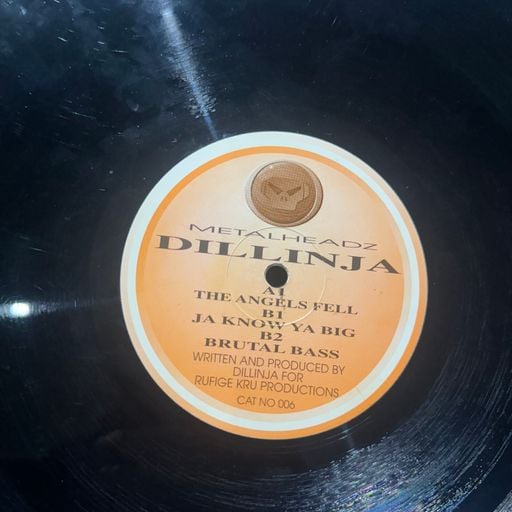 METALHEADZ
DILLINJA
A1
THE ANGELS FELL
B1
JA KNOW YA BIG
B2
BRUTAL BASS
WRITTEN AND PRODUCED BY
DILLINJA FOR
RUFIGE KRU PRODUCTIONS
CAT NO 006